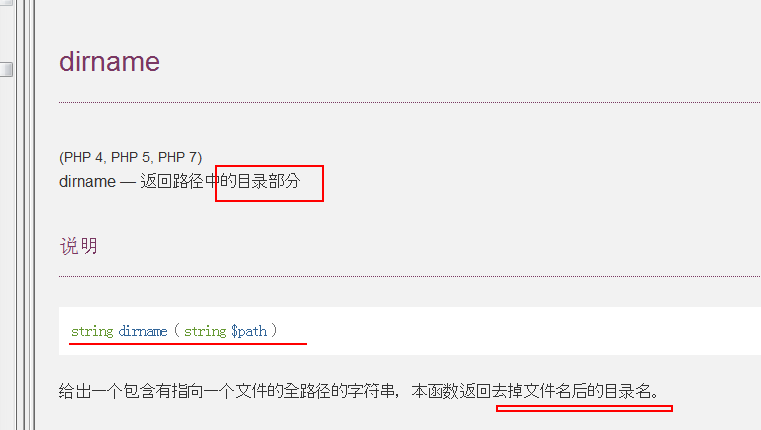 dirname
(PHP 4, PHP 5, PHP 7)
dirname — 返回路径中的目录部分
说明
string dirname ( string $path )
给出一个包含有指向一个文件的全路径的字符串，本函数返回去掉文件名后的目录名。